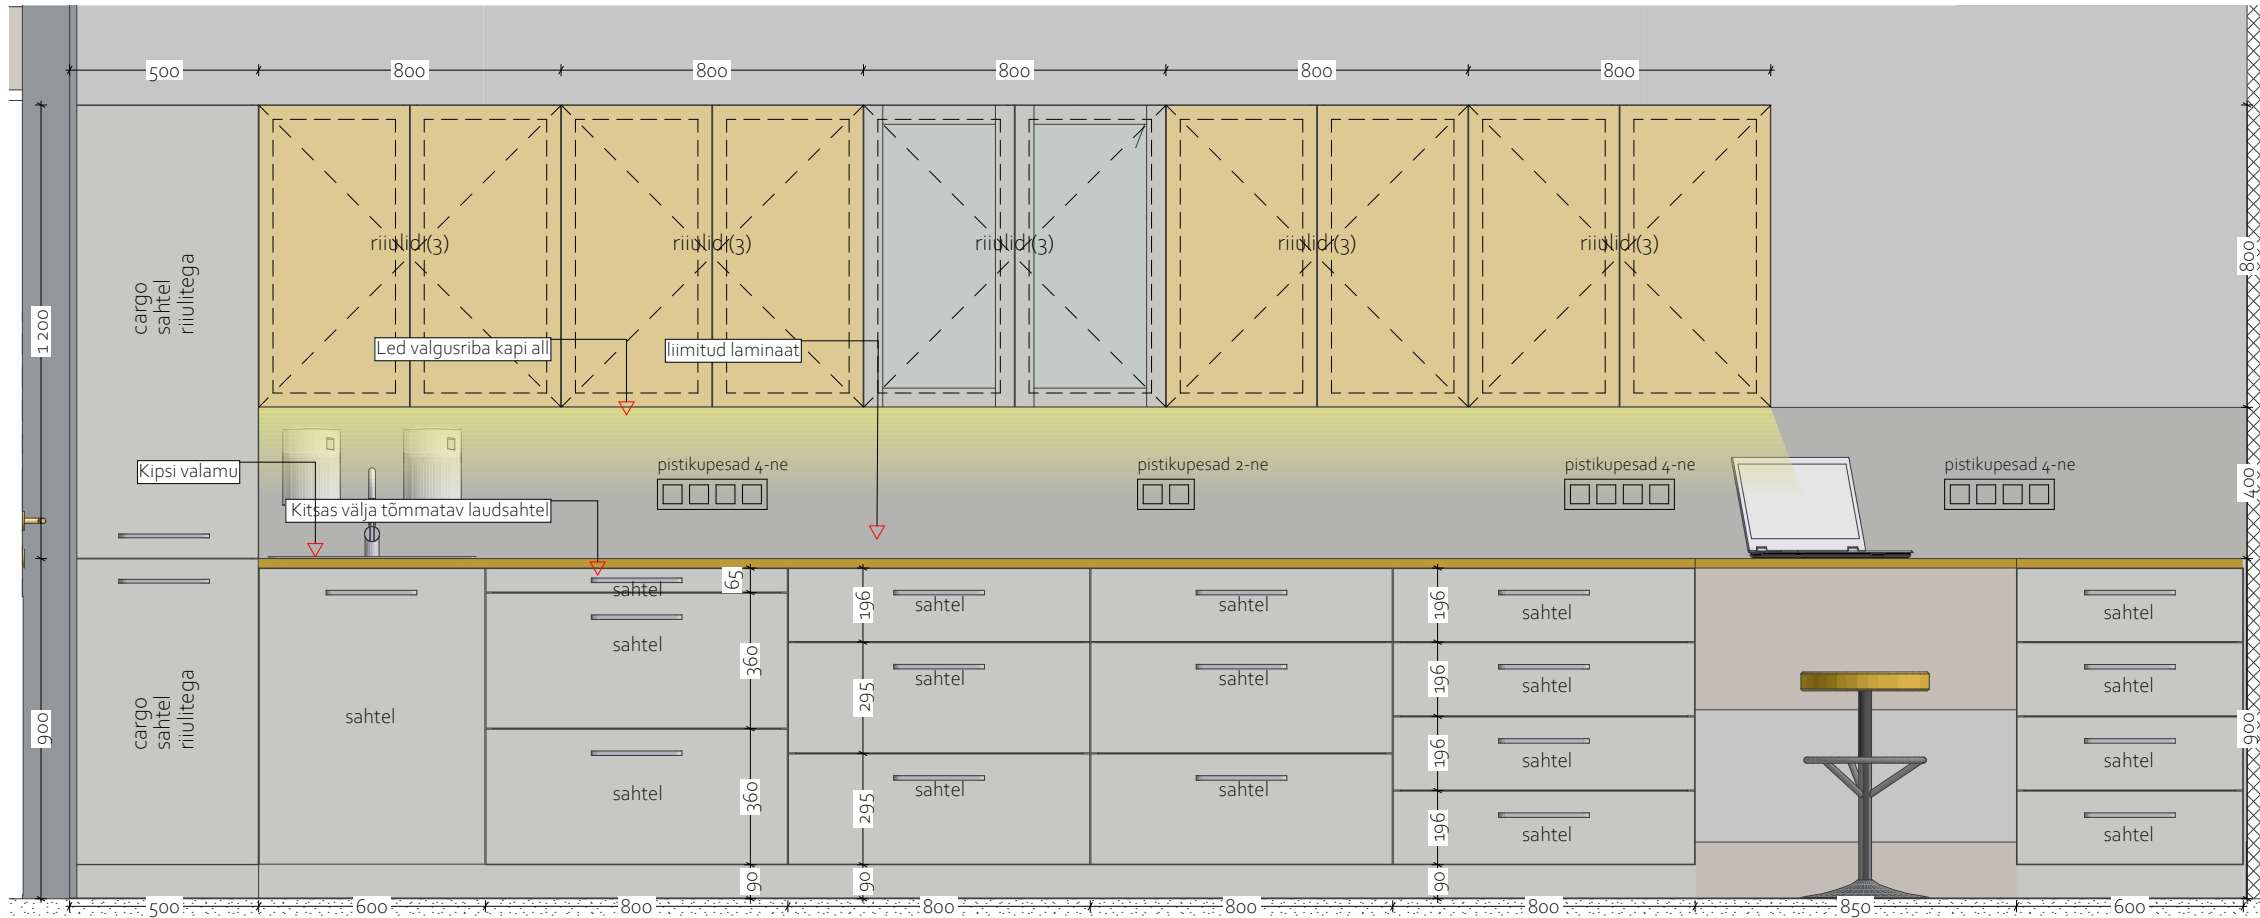 500
800
800
800
800
800
riiulid (3)
riiulid (3)
riiulid (3)
riiulid (3)
riiulid (3)
cargo
sahtel
riiulitega
1 200
800
Led valgusriba kapi all
liimitud laminaat
Kipsi valamu
Kitsas välja tõmmatav laudsahtel
pistikupesad 4-ne
pistikupesad 2-ne
pistikupesad 4-ne
pistikupesad 4-ne
400
cargo
sahtel
riiulitega
900
sahtel
sahtel
sahtel
sahtel
65
360
360
90
sahtel
sahtel
sahtel
196
295
295
90
sahtel
sahtel
sahtel
sahtel
sahtel
sahtel
sahtel
196
196
196
196
90
sahtel
sahtel
sahtel
sahtel
900
500
600
800
800
800
800
850
600